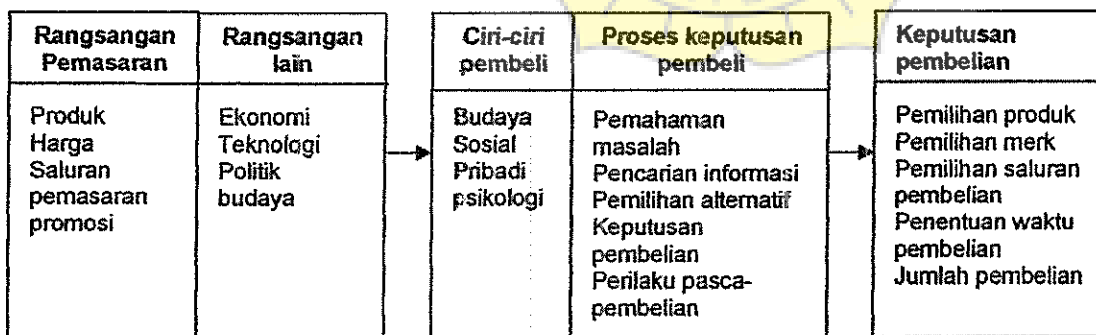 Rangsangan
Pemasaran
Produk
Harga
Saluran
pemasaran
promosi
Rangsangan
lain
Ekonomi
Teknologi
Politik
budaya
Ciri-ciri
pembeli
Budaya
Sosial
Pribadi
psikologi
Proses keputusan
pembeli
Pemahaman
masalah
Pencarian informasi
Pemilihan alternatif
Keputusan
pembelian
Perilaku pasca-
pembelian
Keputusan
pembelian
Pemilihan produk
Pemilihan merk
Pemilihan saluran
pembelian
Penentuan waktu
pembelian
Jumlah pembelian